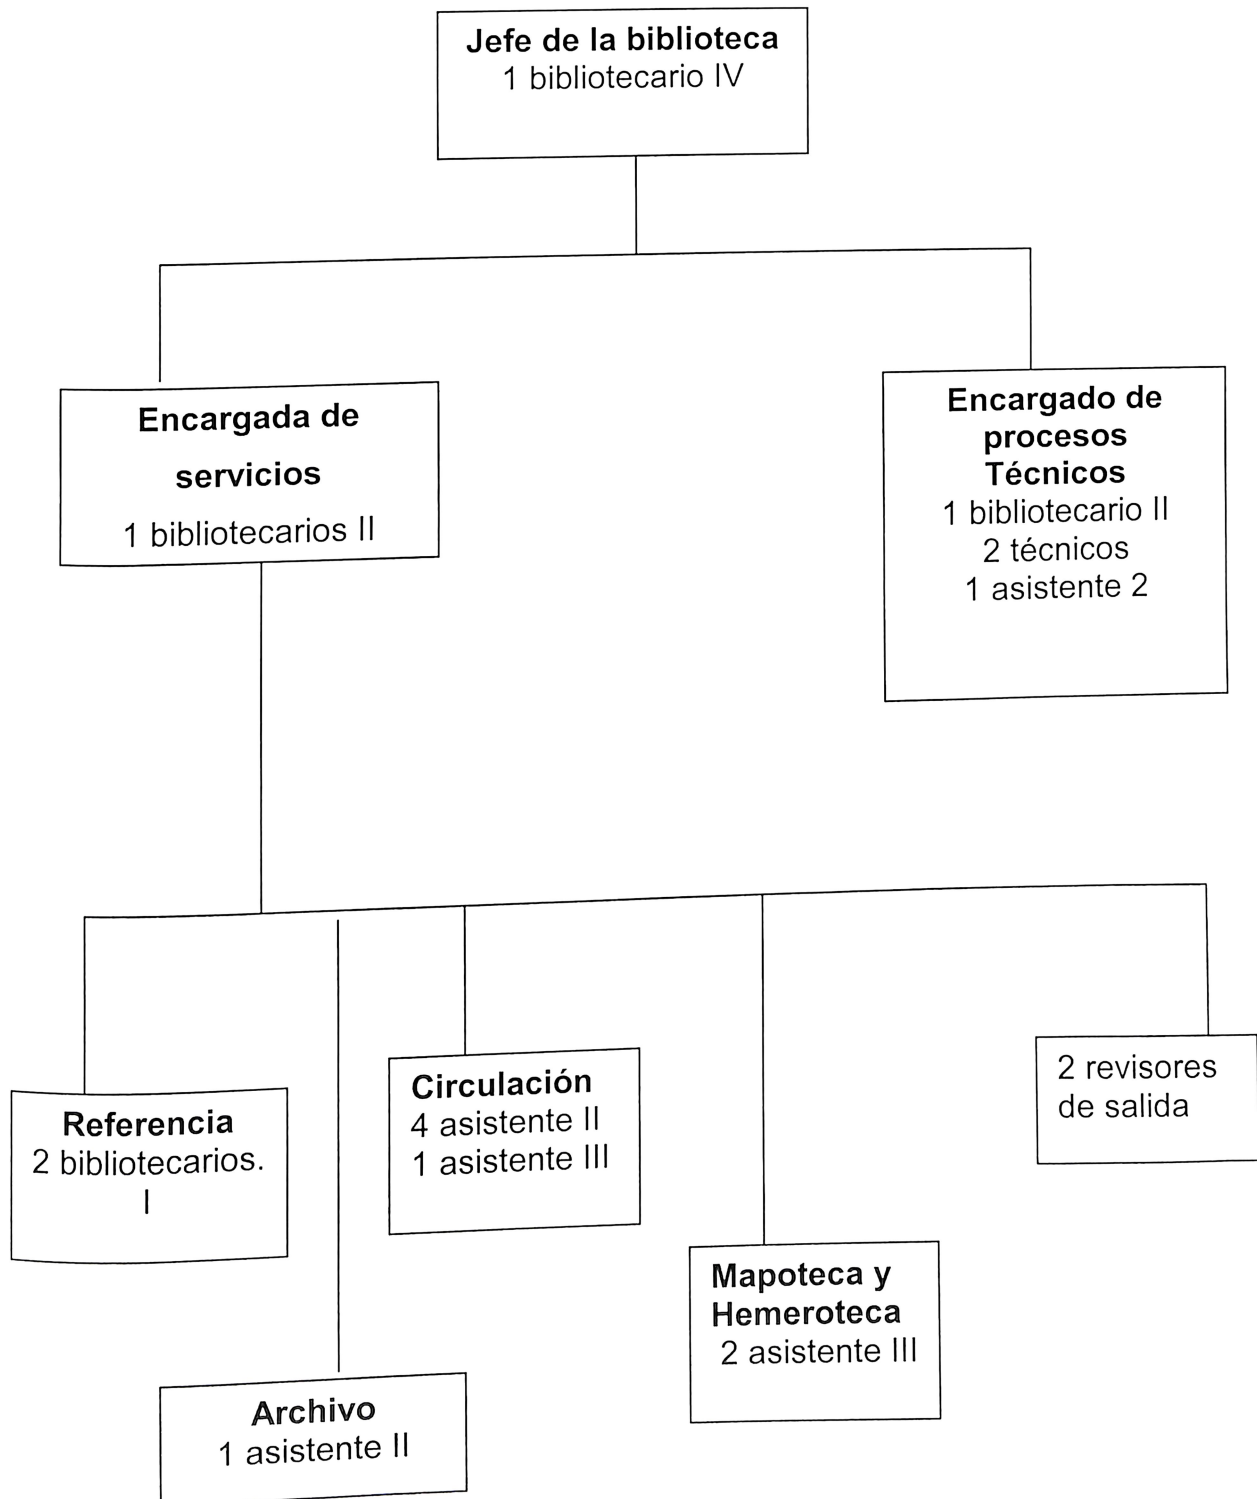 Jefe de la biblioteca
1 bibliotecario IV
Encargada de
servicios
1 bibliotecarios II
Encargado de
procesos
Técnicos
1 bibliotecario II
2 técnicos
1 asistente 2
Referencia
2 bibliotecarios.
I
Archivo
1 asistente II
Circulación
4 asistente II
1 asistente III
Mapoteca y
Hemeroteca
2 asistente III
2 revisores
de salida